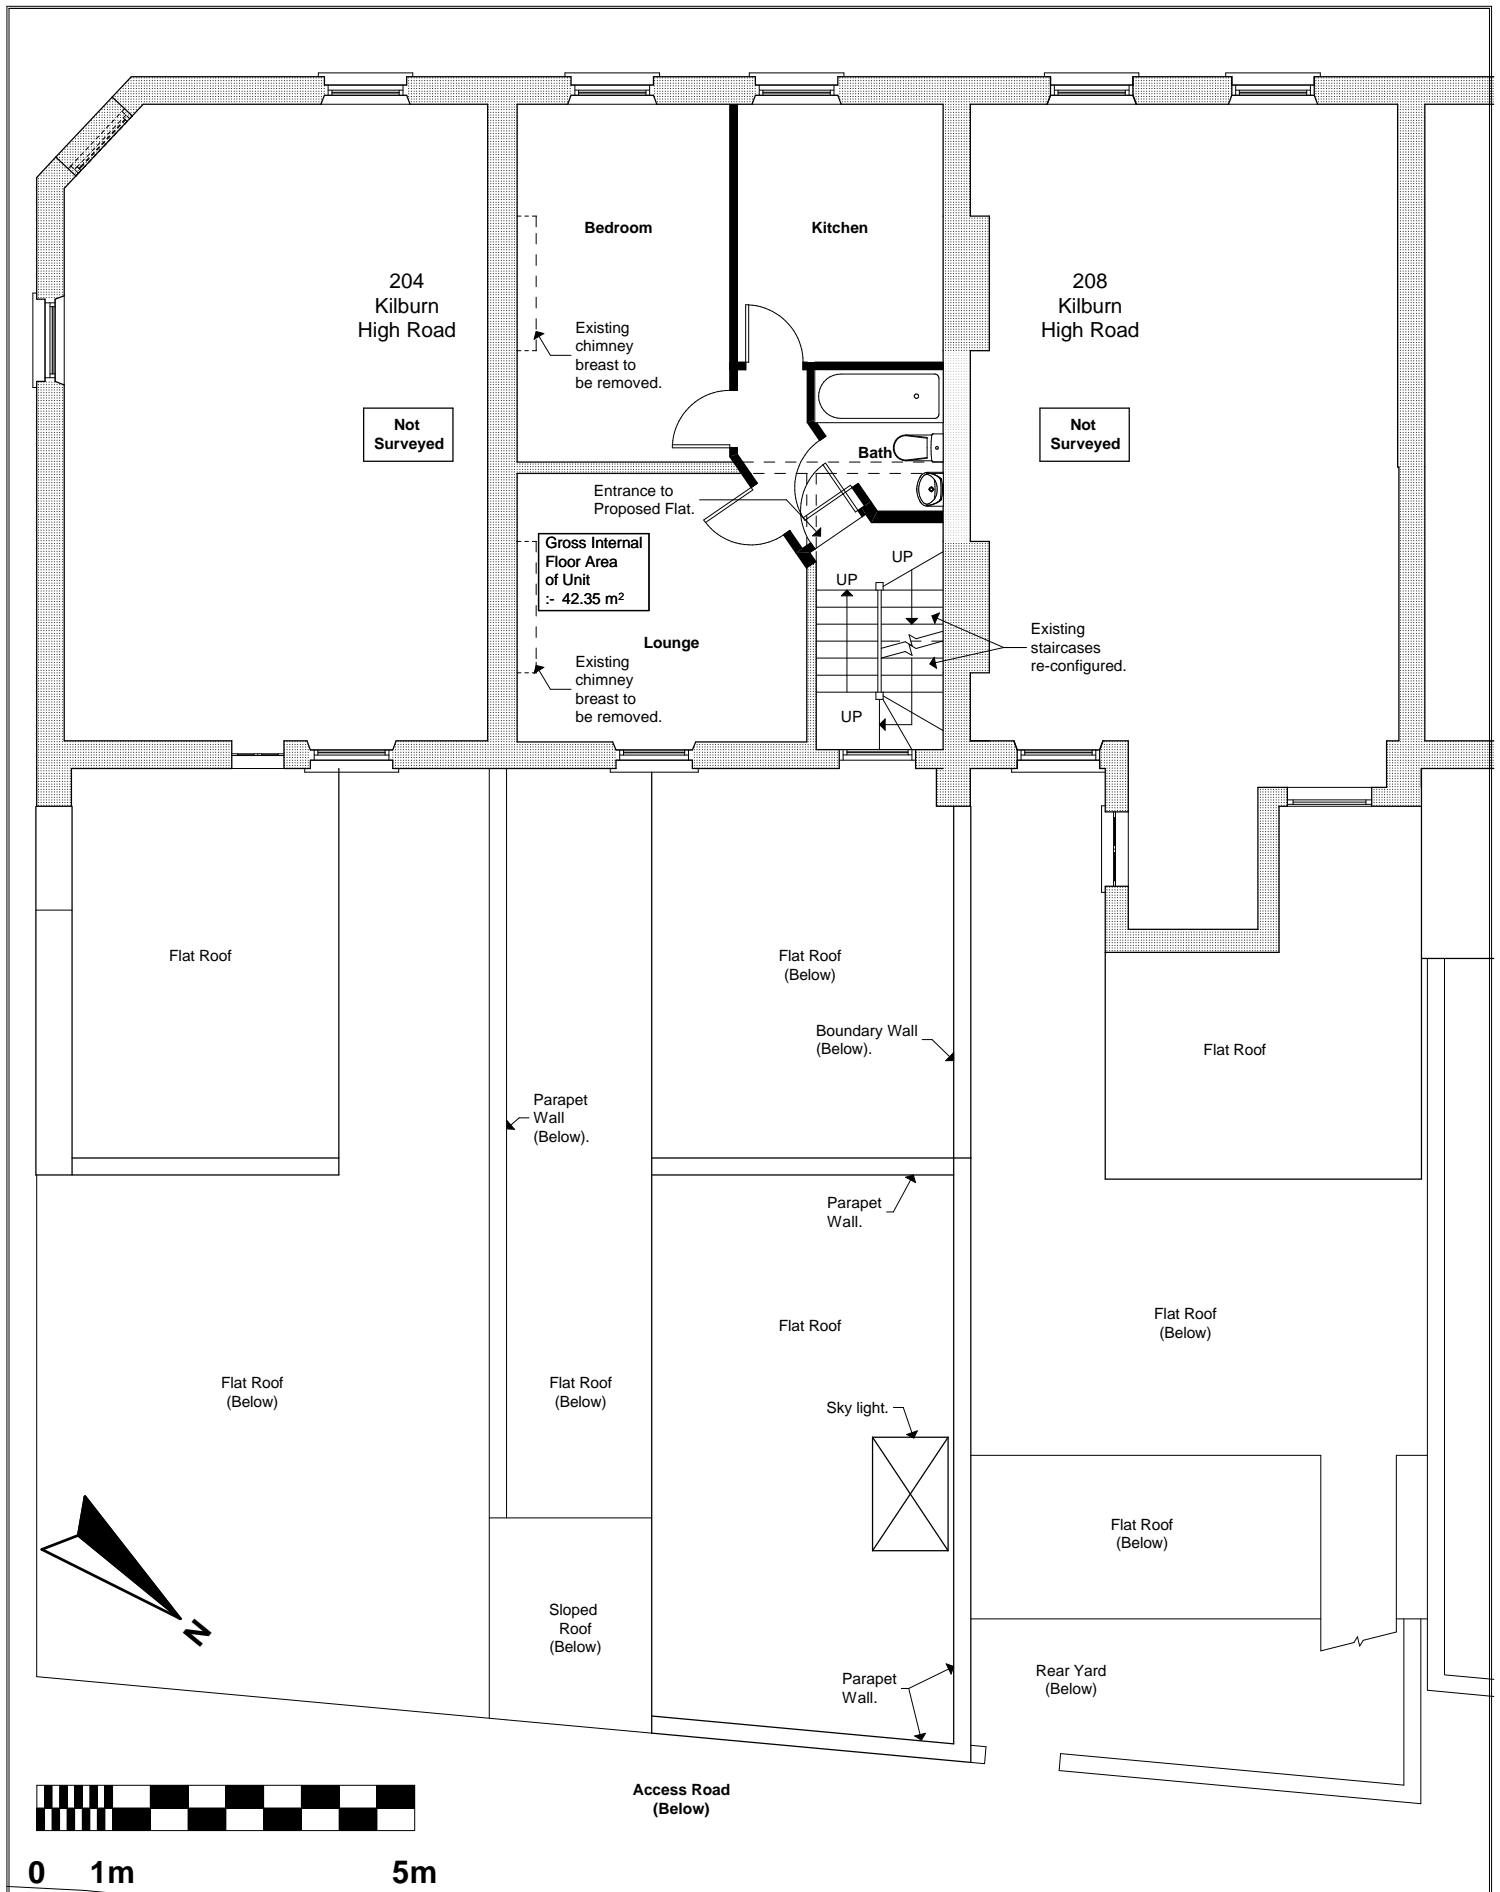 Bedroom
Kitchen
204
Kilburn
High Road
208
Kilburn
High Road
Existing
chimney
breast to
be removed.
Not
Surveyed
Not
Surveyed
Bath
Entrance to
Proposed Flat.
Gross Internal
Floor Area
of Unit
:- 42.35 m²
UP
UP
Lounge
Existing
staircases
re-configured.
Existing
chimney
breast to
be removed.
UP
Flat Roof
Flat Roof
(Below)
Boundary Wall
(Below).
Flat Roof
Parapet
Wall
(Below).
Parapet
Wall.
Flat Roof
Flat Roof
(Below)
Flat Roof
(Below)
Flat Roof
(Below)
Sky light.
Flat Roof
(Below)
N
Sloped
Roof
(Below)
Parapet
Wall.
Rear Yard
(Below)
Access Road
(Below)
0 1m 5m